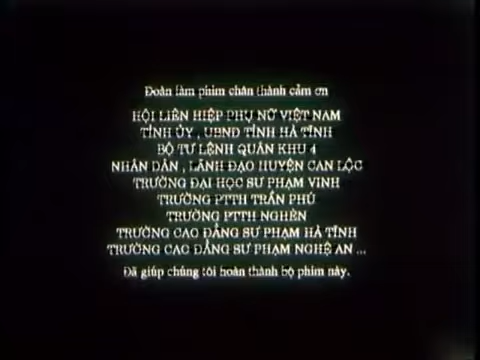 Đoàn làm phim chân thành cảm ơn
HỘI LIÊN HIỆP PHỤ NỮ VIỆT NAM
TỈNH ỦY , UBND TỈNH HÀ TĨNH
BỘ TƯ LỆNH QUÂN KHU 4
NHÂN DÂN , LÃNH ĐẠO HUYỆN CAN LỘC
TRƯỜNG ĐẠI HỌC SƯ PHẠM VINH
TRƯỜNG PTTH TRẦN PHÚ
TRƯỜNG PTTH NGHÈN
TRƯỜNG CAO ĐẲNG SƯ PHẠM HÀ TĨNH
TRƯỜNG CAO ĐẲNG SƯ PHẠM NGHỆ AN ...
Đã giúp chúng tôi hoàn thành bộ phim này.